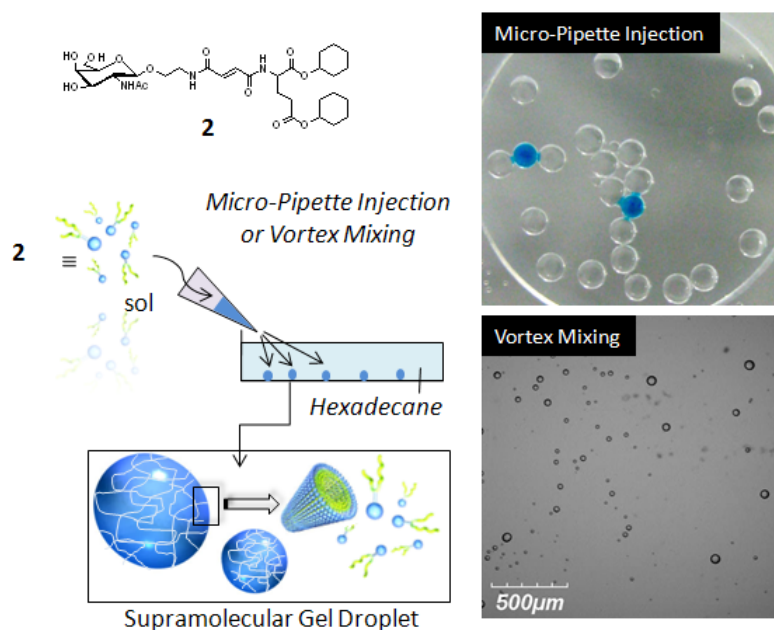 HO
OH
O
HO
NHAc
O
N
H
O
O
H
N
O
O
O
O
2
Micro-Pipette Injection
Micro-Pipette Injection
or Vortex Mixing
2
≡
sol
Hexadecane
Supramolecular Gel Droplet
Vortex Mixing
500μm